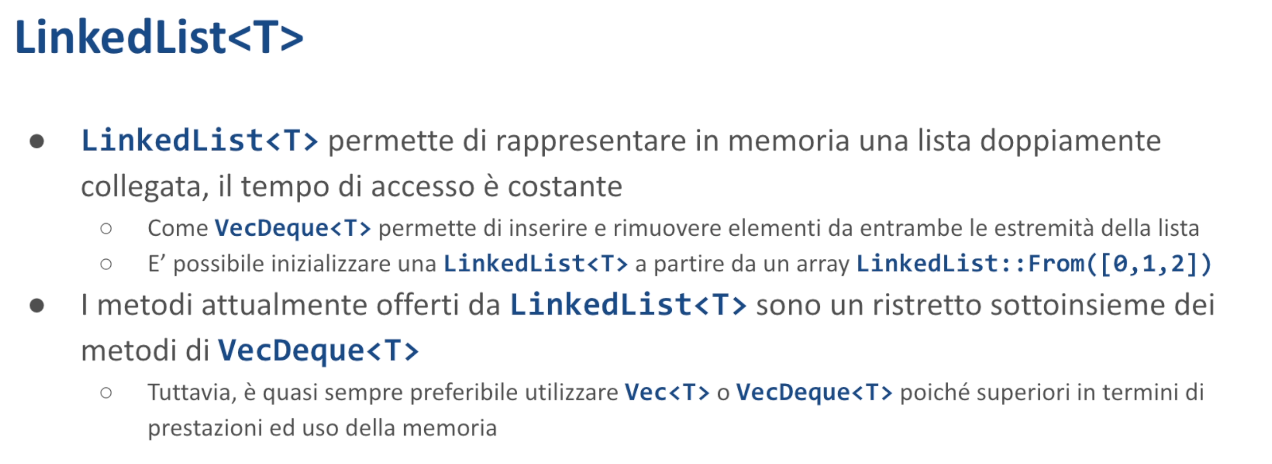 LinkedList<T>
● LinkedList<T> permette di rappresentare in memoria una lista doppiamente
collegata, il tempo di accesso è costante
○ Come VecDeque<T> permette di inserire e rimuovere elementi da entrambe le estremità della lista
○ E’ possibile inizializzare una LinkedList<T> a partire da un array LinkedList::From([0,1,2])
● I metodi attualmente offerti da LinkedList<T> sono un ristretto sottoinsieme dei
metodi di VecDeque<T>
○ Tuttavia, è quasi sempre preferibile utilizzare Vec<T> o VecDeque<T> poiché superiori in termini di
prestazioni ed uso della memoria